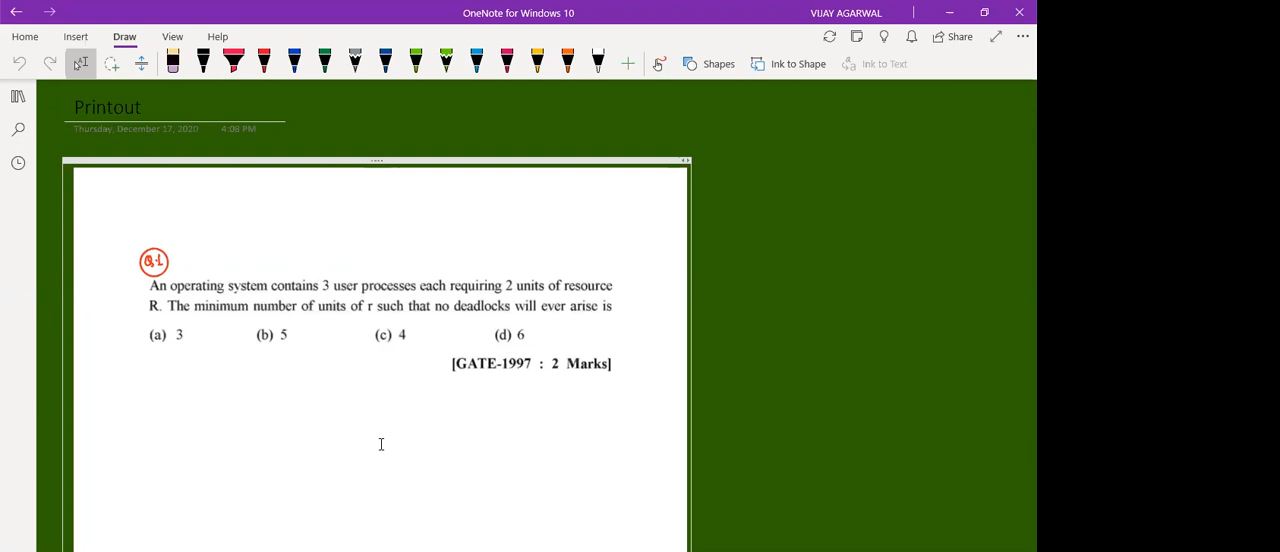 OneNote for Windows 10
VIJAY AGARWAL
Home Insert Draw View Help
Share
Shapes
Ink to Shape
Ink to Text
Printout
Thursday, December 17, 2020 4:08 PM
Q.1
An operating system contains 3 user processes each requiring 2 units of resource
R. The minimum number of units of r such that no deadlocks will ever arise is
(a) 3 (b) 5 (c) 4 (d) 6
[GATE-1997 : 2 Marks]